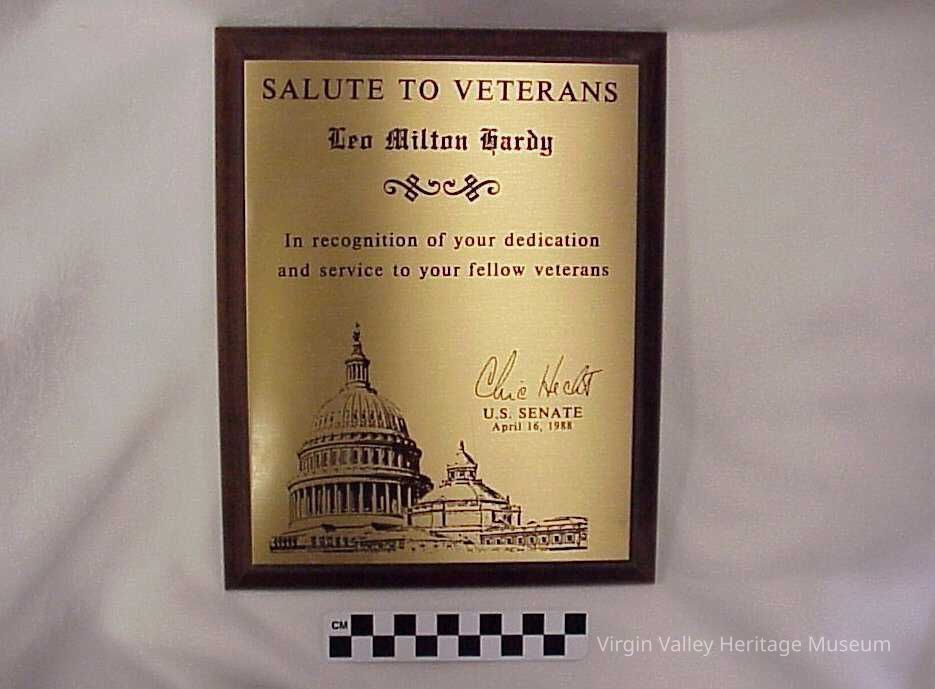 SALUTE TO VETERANS
Leo Milton Hardy
In recognition of your dedication
and service to your fellow veterans
Chic Hecht
U.S. SENATE
April 16, 1988
CM
Virgin Valley Heritage Museum